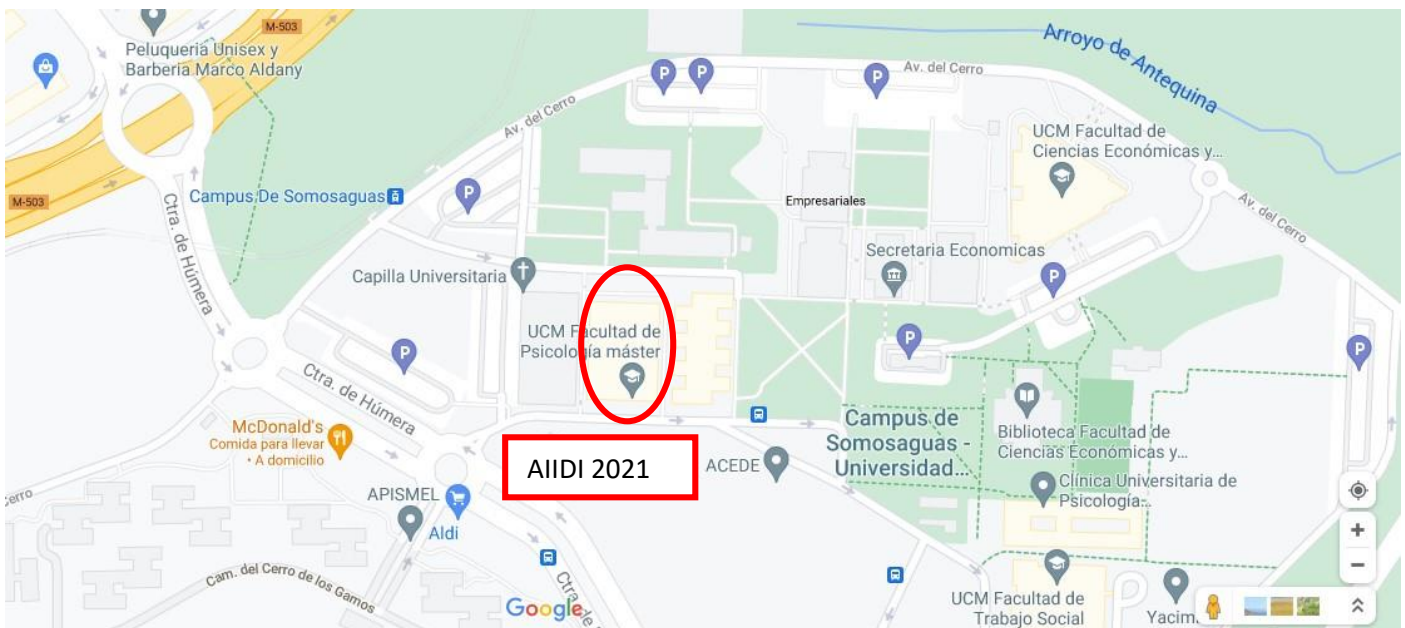 M-503
Peluqueria Unisex y
Barberia Marco Aldany
Arroyo de Antequina
P
P
P
Av. del Cerro
Av. del Cerro
UCM Facultad de
Ciencias Económicas y...
M-503
Campus De Somosaguas
P
Empresariales
Av. del Cerro
Ctra. de Húmera
Secretaria Economicas
Capilla Universitaria
P
UCM Facultad de
Psicología máster
P
P
P
Ctra. de Húmera
McDonald's
Comida para llevar
• A domicilio
Campus de
Somosaguas -
Universidad...
Biblioteca Facultad de
Ciencias Económicas y...
AIIDI 2021
ACEDE
Clínica Universitaria de
Psicología...
APISMEL
Aldi
erro
Cam. del Cerro de los Gamos
Ctra. de
Google
UCM Facultad de
Trabajo Social
Yacim